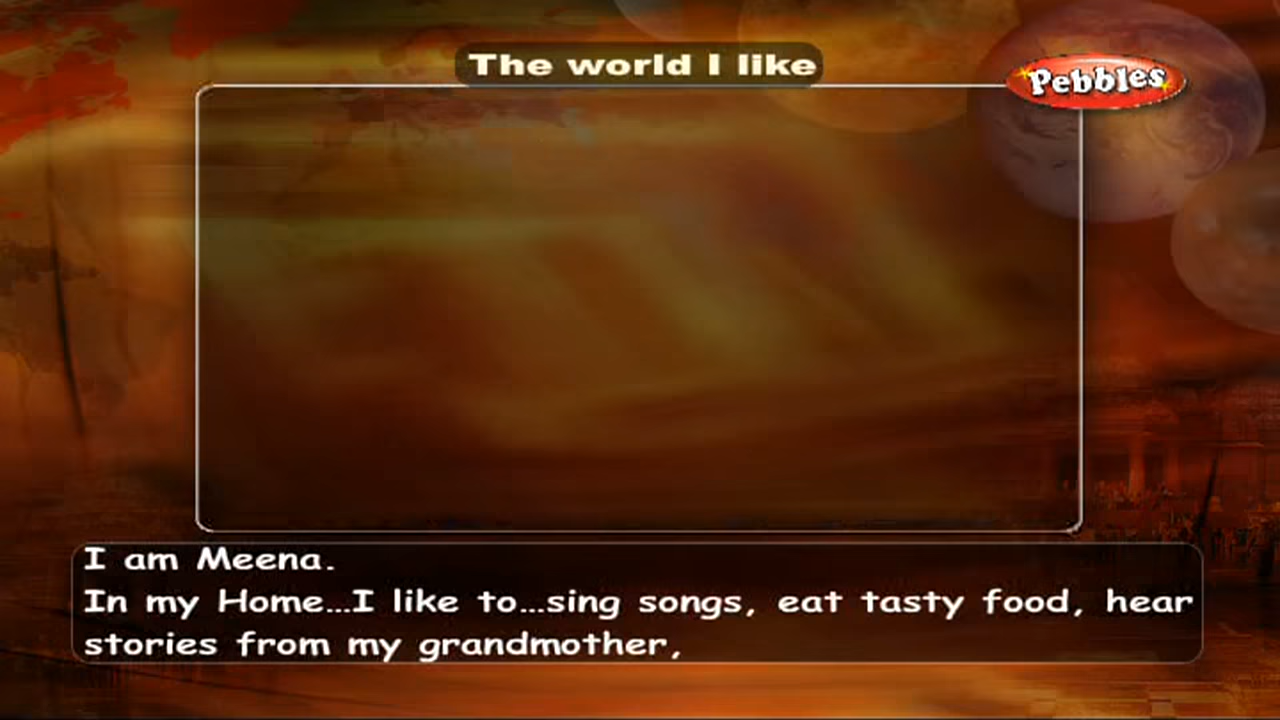 The world I like
Pebbles
I am Meena.
In my Home...I like to...sing songs, eat tasty food, hear
stories from my grandmother,